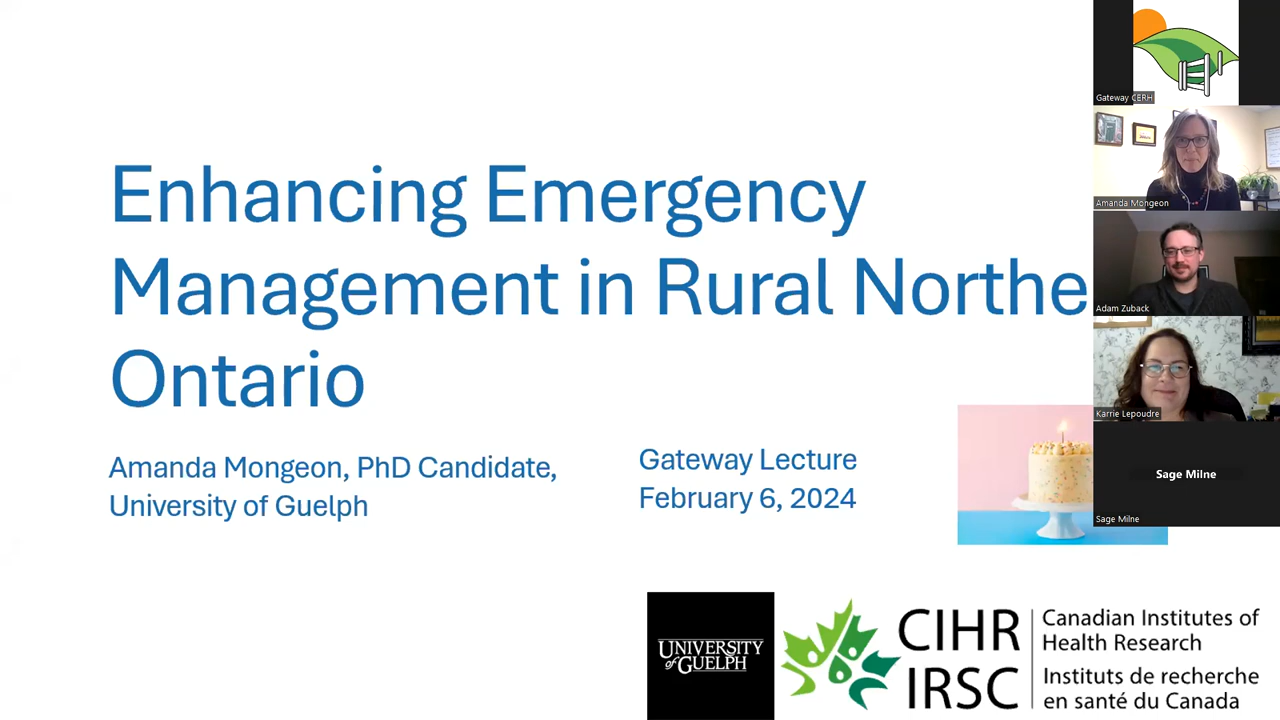 Enhancing Emergency
Management in Rural Northe
Ontario
Amanda Mongeon, PhD Candidate,
University of Guelph
Gateway Lecture
February 6, 2024
UNIVERSITY
of GUELPH
CIHR
IRSC
Canadian Institutes of
Health Research
Instituts de recherche
en santé du Canada
Gateway CERH
Amanda Mongeon
Adam Zuback
Karrie Lepoudre
Sage Milne
Sage Milne